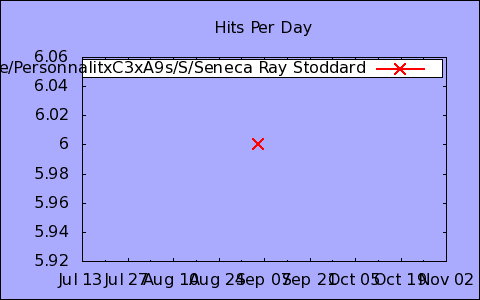 Hits Per Day
6.06
e/PersonnalitxC3xA9s/S/Seneca Ray Stoddard
6.04
6.02
6
5.98
5.96
5.94
5.92
Jul 13 Jul 27 Aug 10 Aug 24 Sep 07 Sep 21 Oct 05 Oct 19 Nov 02